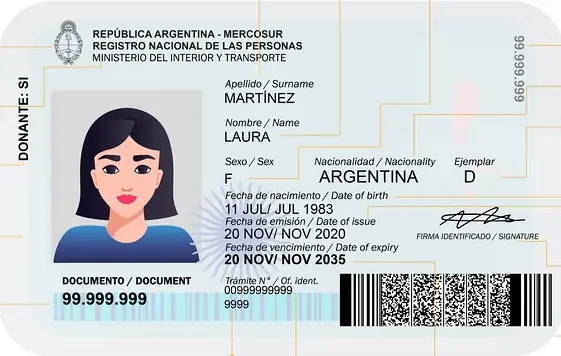 REPÚBLICA ARGENTINA - MERCOSUR
REGISTRO NACIONAL DE LAS PERSONAS
MINISTERIO DEL INTERIOR Y TRANSPORTE
DONANTE: SI
99.999.999
Apellido / Surname
MARTÍNEZ
Nombre / Name
LAURA
Sexo / Sex Nacionalidad / Nacionality Ejemplar
F ARGENTINA D
Fecha de nacimiento / Date of birth
11 JUL/ JUL 1983
Fecha de emisión / Date of issue
20 NOV/ NOV 2020
Fecha de vencimiento / Date of expiry
20 NOV/ NOV 2035
FIRMA IDENTIFICADO / SIGNATURE
DOCUMENTO / DOCUMENT
99.999.999
Trámite N° / Of. ident.
00999999999
9999